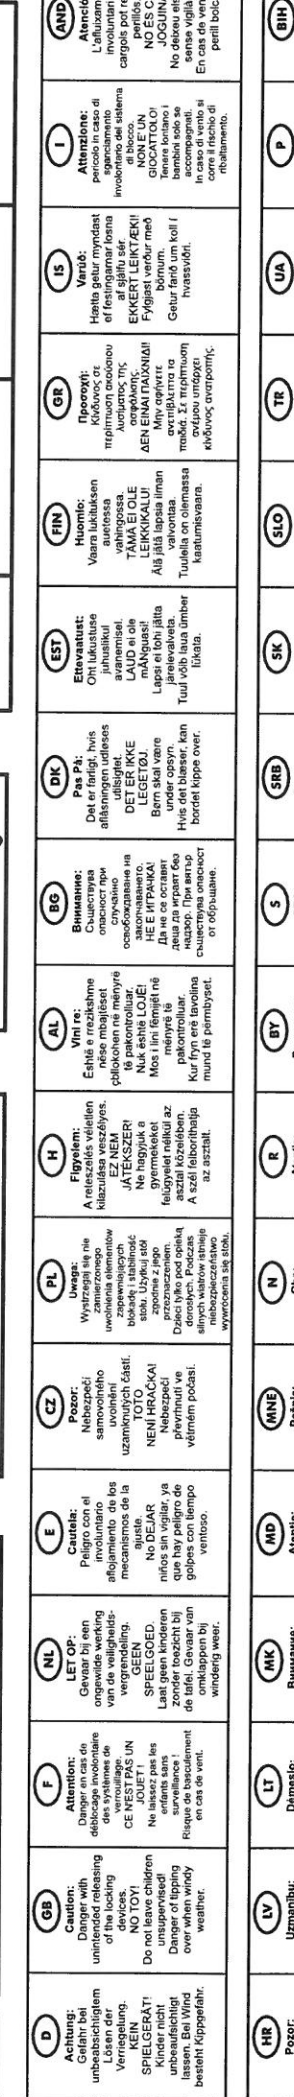 D
Achtung:
Gefahr bei
unbeabsichtigtem
Lösen der
Verriegelung.
KEIN
SPIELGERÄT!
Kinder nicht
unbeaufsichtigt
lassen. Bei Wind
besteht Kippgefahr.
GB
Caution:
Danger with
unintended releasing
of the locking
devices.
NO TOY!
Do not leave children
unsupervised!
Danger of tipping
over when windy
weather.
F
Attention:
Danger en cas de
déblocage involontaire
des systèmes de
verrouillage.
CE N'EST PAS UN
JOUET!
Ne laissez pas les
enfants sans
surveillance !
Risque de basculement
en cas de vent.
NL
LET OP:
Gevaar bij een
ongewilde werking
van de veiligheids-
vergrendeling.
GEEN
SPEELGOED.
Laat geen kinderen
zonder toezicht bij
de tafel. Gevaar van
omklappen bij
winderig weer.
E
Cautela:
Peligro con el
involuntario
aflojamiento de los
mecanismos de la
ajuste.
No DEJAR
niños sin vigilar, ya
que hay peligro de
golpes con tiempo
ventoso.
CZ
Pozor:
Nebezpečí
samovolného
uvolnění
uzamknutých částí.
TOTO
NENÍ HRAČKA!
Nebezpečí
převrhnutí ve
větrném počasí.
PL
Uwaga:
Wystrzegaj się nie
zamierzonego
uwolnienia elementów
zapewniających
blokadę i stabilność
stołu. Użytkuj stół
zgodnie z jego
przeznaczeniem.
Dzieci tylko pod opieką
dorosłych. Podczas
silnych wiatrów istnieje
niebezpieczeństwo
wywrócenia się stołu.
H
Figyelem:
A reteszelés véletlen
kilazulása veszélyes.
EZ NEM
JÁTÉKSZER!
Ne hagyjuk a
gyermekeket
felügyelet nélkül az
asztal közelében.
A szél felboríthatja
az asztalt.
AL
Vini re:
Është e rrezikshme
nëse mbajtëset
çbllokohen në mënyrë
të pakontrolluar.
Nuk është LOJË!
Mos i lini fëmijët në
mënyrë të
pakontrolluar.
Kur fryn erë tavolina
mund të përmbyset.
BG
Внимание:
Съществува
опасност при
случайно
освобождаване на
закопчаването.
НЕ Е ИГРАЧКА!
Да не се оставят
деца да играят без
надзор. При вятър
съществува опасност
от обръщане.
DK
Pas På:
Det er farligt, hvis
aflåsningen udløses
utilsigtet.
DET ER IKKE
LEGETØJ.
Børn skal være
under opsyn.
Hvis det blæser, kan
bordet kippe over.
EST
Ettevaatust:
Oht lukustuse
juhuslikul
avanemisel.
LAUD ei ole
mÄNguasi!
Lapsi ei tohi jätta
järelevalveta.
Tuul võib laua ümber
lükata.
FIN
Huomio:
Vaara lukituksen
auetessa
vahingossa.
TÄMÄ EI OLE
LEIKKIKALU!
Älä jätä lapsia ilman
valvontaa.
Tuulella on olemassa
kaatumisvaara.
GR
Προσοχή:
Κίνδυνος σε
περίπτωση ακούσιου
λυσίματος της
ασφάλισης.
ΔΕΝ ΕΙΝΑΙ ΠΑΙΧΝΙΔΙ!!
Μην αφήνετε
ανεπίβλεπτα τα
παιδιά. Σε περίπτωση
ανέμου υπάρχει
κίνδυνος ανατροπής.
IS
Varúð:
Hætta getur myndast
ef festingarnar losna
af sjálfu sér.
EKKERT LEIKTÆKI!!
Fylgjast verður með
börnum.
Getur farið um koll í
hvassviðri.
I
Attenzione:
pericolo in caso di
sganciamento
involontario del sistema
di blocco.
NON E' UN
GIOCATTOLO!
Tenere lontano i
bambini solo se
accompagnati.
In caso di vento si
corre il rischio di
ribaltamento.
AND
L'afluixam
involuntari
cargols pot re
perillós.
NO ÉS C
JOGUINA
No deixeu els
sense vigilà
En cas de ven
perill bolc
HR
Pozor:
LV
Uzmanību:
LT
Dėmesio:
MK
Внимание:
MD
Atenţie:
MNE
N
R
BY
S
SRB
SK
SLO
TR
UA
P
BIH